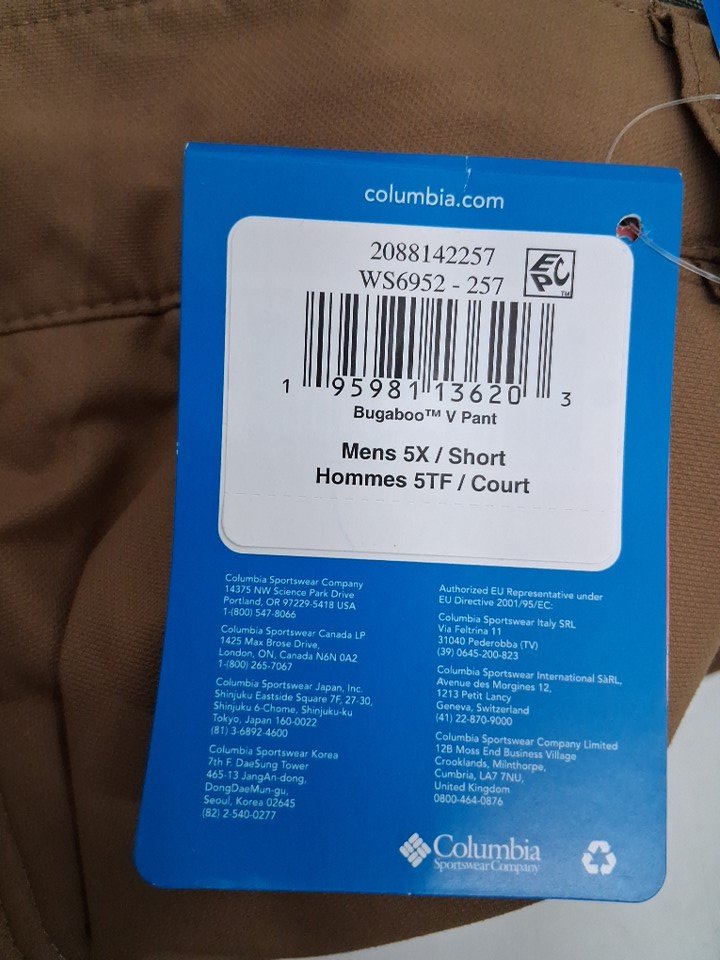 columbia.com
2088142257
WS6952 - 257
EPC™
1 95981 13620 3
Bugaboo™ V Pant
Mens 5X / Short
Hommes 5TF / Court
Columbia Sportswear Company
14375 NW Science Park Drive
Portland, OR 97229-5418 USA
1-(800) 547-8066
Columbia Sportswear Canada LP
1425 Max Brose Drive,
London, ON, Canada N6N 0A2
1-(800) 265-7067
Columbia Sportswear Japan, Inc.
Shinjuku Eastside Square 7F, 27-30,
Shinjuku 6-Chome, Shinjuku-ku
Tokyo, Japan 160-0022
(81) 3-6892-4600
Columbia Sportswear Korea
7th F. DaeSung Tower
465-13 JangAn-dong,
DongDaeMun-gu,
Seoul, Korea 02645
(82) 2-540-0277
Authorized EU Representative under
EU Directive 2001/95/EC:
Columbia Sportswear Italy SRL
Via Feltrina 11
31040 Pederobba (TV)
(39) 0645-200-823
Columbia Sportswear International SàRL,
Avenue des Morgines 12,
1213 Petit Lancy
Geneva, Switzerland
(41) 22-870-9000
Columbia Sportswear Company Limited
12B Moss End Business Village
Crooklands, Milnthorpe,
Cumbria, LA7 7NU,
United Kingdom
0800-464-0876
Columbia
Sportswear Company